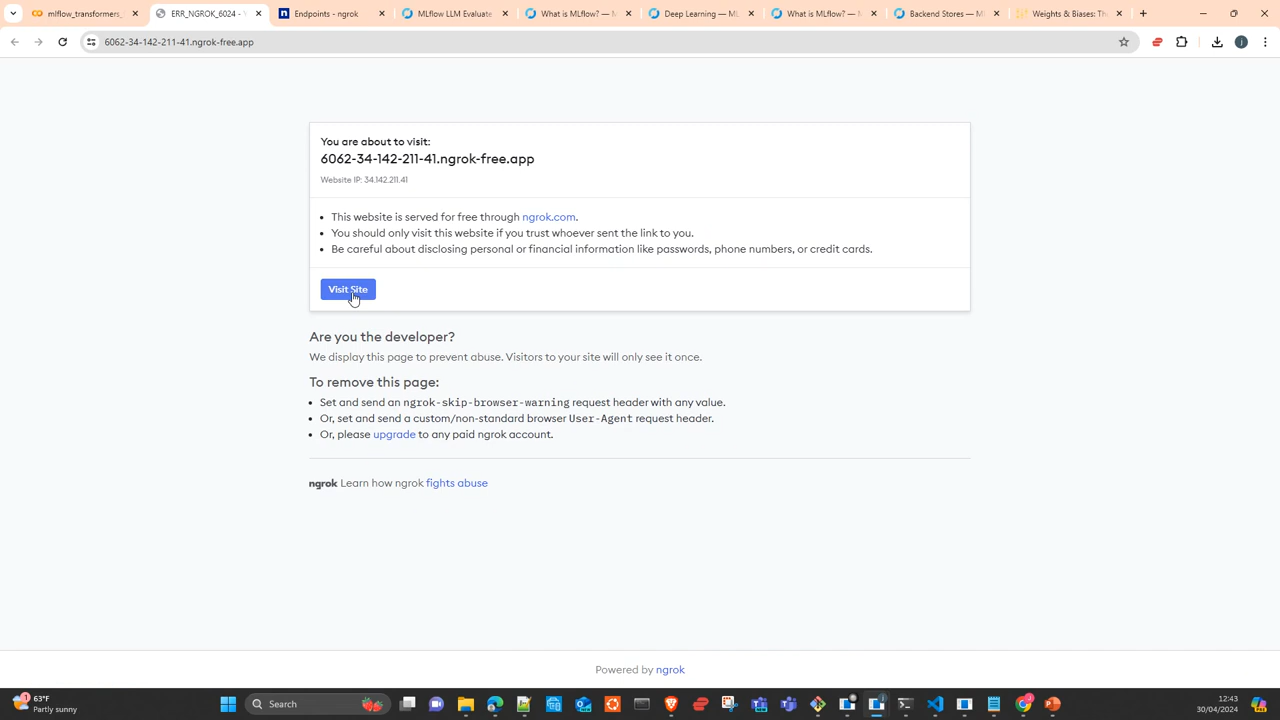 mlflow_transformers_
ERR_NGROK_6024 -
Endpoints - ngrok
MLflow LLM Evaluate
What is MLflow? —
Deep Learning — ML
What is MLflow? —
Backend Stores — M
Weights & Biases: Th
6062-34-142-211-41.ngrok-free.app
You are about to visit:
6062-34-142-211-41.ngrok-free.app
Website IP: 34.142.211.41
• This website is served for free through ngrok.com.
• You should only visit this website if you trust whoever sent the link to you.
• Be careful about disclosing personal or financial information like passwords, phone numbers, or credit cards.
Visit Site
Are you the developer?
We display this page to prevent abuse. Visitors to your site will only see it once.
To remove this page:
• Set and send an ngrok-skip-browser-warning request header with any value.
• Or, set and send a custom/non-standard browser User-Agent request header.
• Or, please upgrade to any paid ngrok account.
ngrok Learn how ngrok fights abuse
Powered by ngrok
63°F
Partly sunny
Search
12:43
30/04/2024